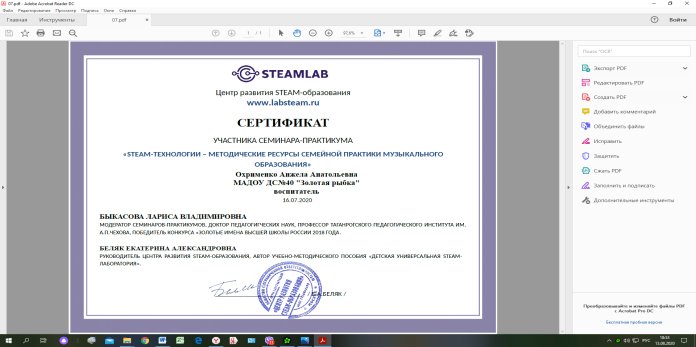 07.pdf - Adobe Acrobat Reader DC
Файл Редактирование Просмотр Подпись Окно Справка
Главная Инструменты 07.pdf × Войти
1 / 1 97,8%
STEAMLAB
Центр развития STEAM-образования
www.labsteam.ru
СЕРТИФИКАТ
УЧАСТНИКА СЕМИНАРА-ПРАКТИКУМА
«STEAM-ТЕХНОЛОГИИ – МЕТОДИЧЕСКИЕ РЕСУРСЫ СЕМЕЙНОЙ ПРАКТИКИ МУЗЫКАЛЬНОГО
ОБРАЗОВАНИЯ»
Охрименко Анжела Анатольевна
МАДОУ ДС№40 "Золотая рыбка"
воспитатель
16.07.2020
БЫКАСОВА ЛАРИСА ВЛАДИМИРОВНА
МОДЕРАТОР СЕМИНАРОВ-ПРАКТИКУМОВ, ДОКТОР ПЕДАГОГИЧЕСКИХ НАУК, ПРОФЕССОР ТАГАНРОГСКОГО ПЕДАГОГИЧЕСКОГО ИНСТИТУТА ИМ.
А.П.ЧЕХОВА, ПОБЕДИТЕЛЬ КОНКУРСА «ЗОЛОТЫЕ ИМЕНА ВЫСШЕЙ ШКОЛЫ РОССИИ 2018 ГОДА.
БЕЛЯК ЕКАТЕРИНА АЛЕКСАНДРОВНА
РУКОВОДИТЕЛЬ ЦЕНТРА РАЗВИТИЯ STEAM-ОБРАЗОВАНИЯ, АВТОР УЧЕБНО-МЕТОДИЧЕСКОГО ПОСОБИЯ «ДЕТСКАЯ УНИВЕРСАЛЬНАЯ STEAM-
ЛАБОРАТОРИЯ».
/ Е.А.БЕЛЯК /
Поиск "OCR"
Экспорт PDF
Редактировать PDF
Создать PDF
Добавить комментарий
Объединить файлы
Исправить
Защитить
Сжать PDF
Заполнить и подписать
Дополнительные инструменты
Преобразовывайте и изменяйте файлы PDF
с Acrobat Pro DC
Бесплатная пробная версия
РУС